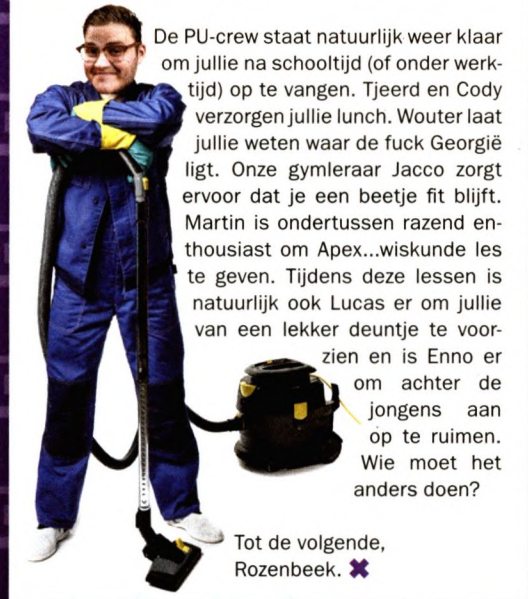 De PU-crew staat natuurlijk weer klaar
om jullie na schooltijd (of onder werk-
tijd) op te vangen. Tjeerd en Cody
verzorgen jullie lunch. Wouter laat
jullie weten waar de fuck Georgië
ligt. Onze gymleraar Jacco zorgt
ervoor dat je een beetje fit blijft.
Martin is ondertussen razend en-
thousiast om Apex...wiskunde les
te geven. Tijdens deze lessen is
natuurlijk ook Lucas er om jullie
van een lekker deuntje te voor-
zien en is Enno er
om achter de
jongens aan
op te ruimen.
Wie moet het
anders doen?
Tot de volgende,
Rozenbeek.